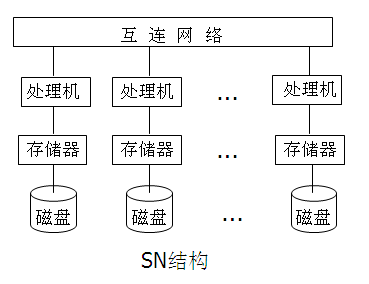 互连网络
处理机 处理机 ... 处理机
存储器 存储器 ... 存储器
磁盘 磁盘 ... 磁盘
SN结构